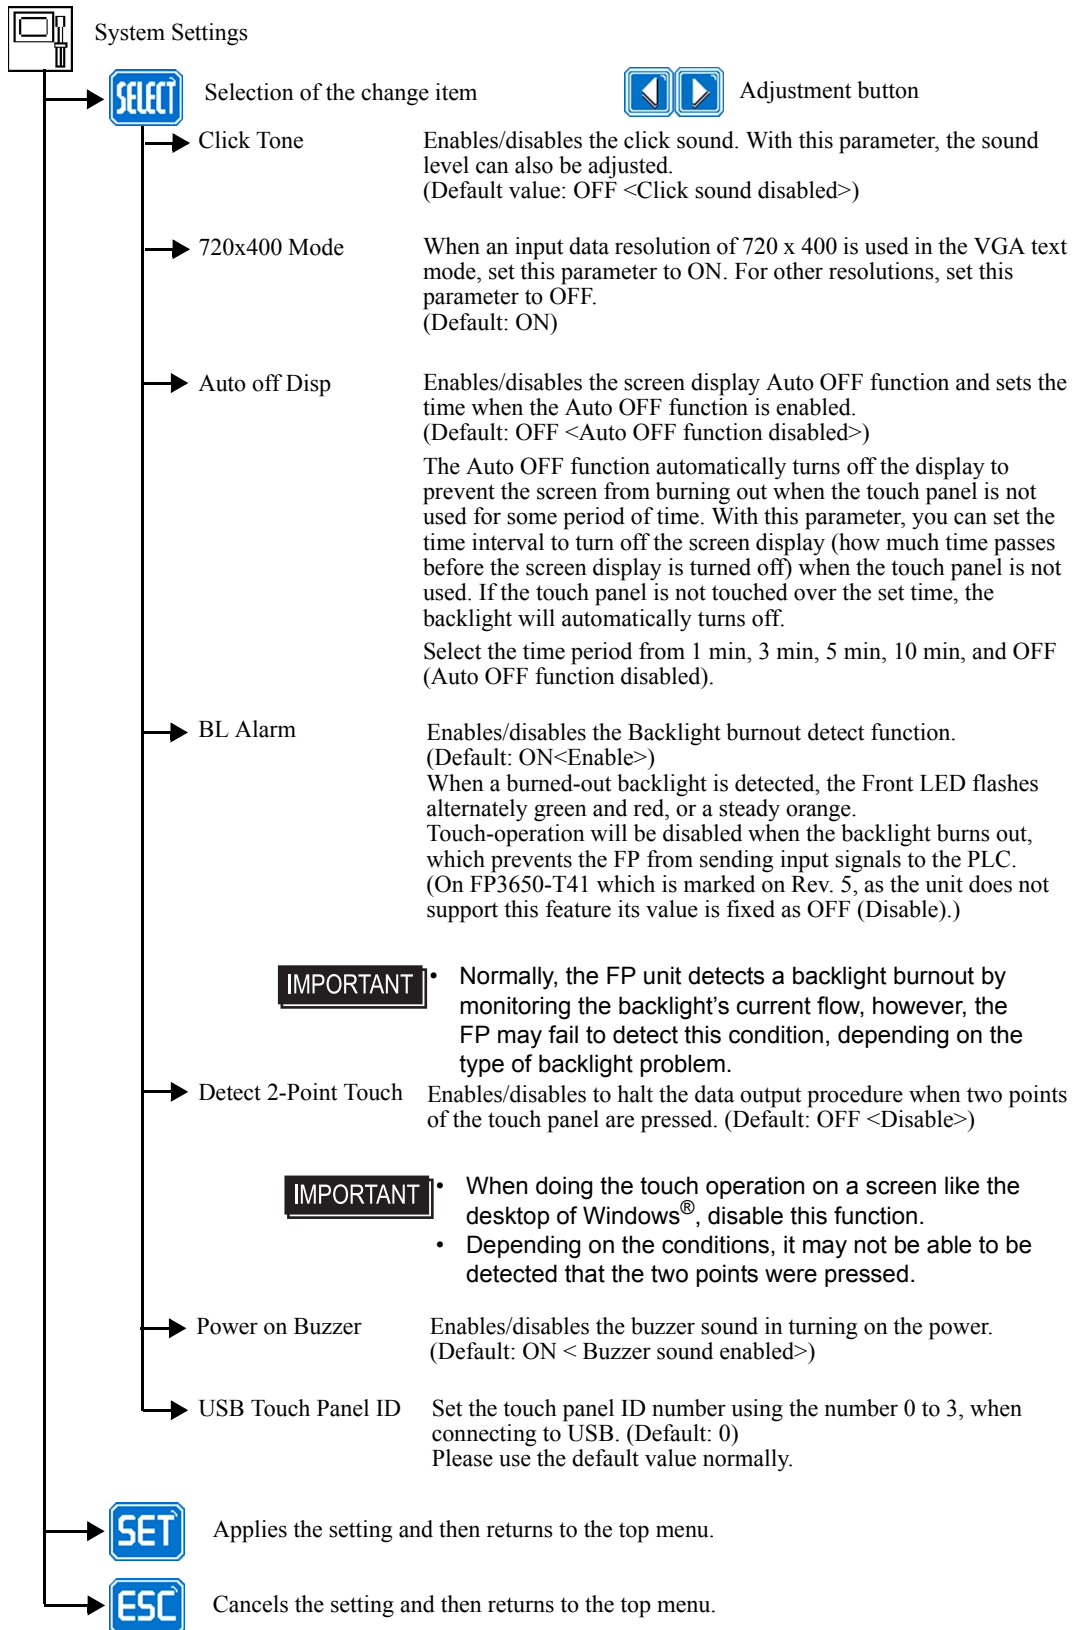 System Settings
SELECT Selection of the change item Adjustment button
Click Tone Enables/disables the click sound. With this parameter, the sound
level can also be adjusted.
(Default value: OFF <Click sound disabled>)
720x400 Mode When an input data resolution of 720 x 400 is used in the VGA text
mode, set this parameter to ON. For other resolutions, set this
parameter to OFF.
(Default: ON)
Auto off Disp Enables/disables the screen display Auto OFF function and sets the
time when the Auto OFF function is enabled.
(Default: OFF <Auto OFF function disabled>)
The Auto OFF function automatically turns off the display to
prevent the screen from burning out when the touch panel is not
used for some period of time. With this parameter, you can set the
time interval to turn off the screen display (how much time passes
before the screen display is turned off) when the touch panel is not
used. If the touch panel is not touched over the set time, the
backlight will automatically turns off.
Select the time period from 1 min, 3 min, 5 min, 10 min, and OFF
(Auto OFF function disabled).
BL Alarm Enables/disables the Backlight burnout detect function.
(Default: ON<Enable>)
When a burned-out backlight is detected, the Front LED flashes
alternately green and red, or a steady orange.
Touch-operation will be disabled when the backlight burns out,
which prevents the FP from sending input signals to the PLC.
(On FP3650-T41 which is marked on Rev. 5, as the unit does not
support this feature its value is fixed as OFF (Disable).)
IMPORTANT • Normally, the FP unit detects a backlight burnout by
monitoring the backlight's current flow, however, the
FP may fail to detect this condition, depending on the
type of backlight problem.
Detect 2-Point Touch Enables/disables to halt the data output procedure when two points
of the touch panel are pressed. (Default: OFF <Disable>)
IMPORTANT • When doing the touch operation on a screen like the
desktop of Windows®, disable this function.
• Depending on the conditions, it may not be able to be
detected that the two points were pressed.
Power on Buzzer Enables/disables the buzzer sound in turning on the power.
(Default: ON < Buzzer sound enabled>)
USB Touch Panel ID Set the touch panel ID number using the number 0 to 3, when
connecting to USB. (Default: 0)
Please use the default value normally.
SET Applies the setting and then returns to the top menu.
ESC Cancels the setting and then returns to the top menu.